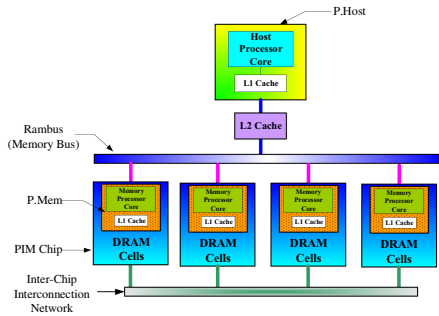 P.Host
Host
Processor
Core
L1 Cache
L2 Cache
Rambus
(Memory Bus)
P.Mem
PIM Chip
Memory
Processor
Core
L1 Cache
DRAM
Cells
Memory
Processor
Core
L1 Cache
DRAM
Cells
Memory
Processor
Core
L1 Cache
DRAM
Cells
Memory
Processor
Core
L1 Cache
DRAM
Cells
Inter-Chip
Interconnection
Network